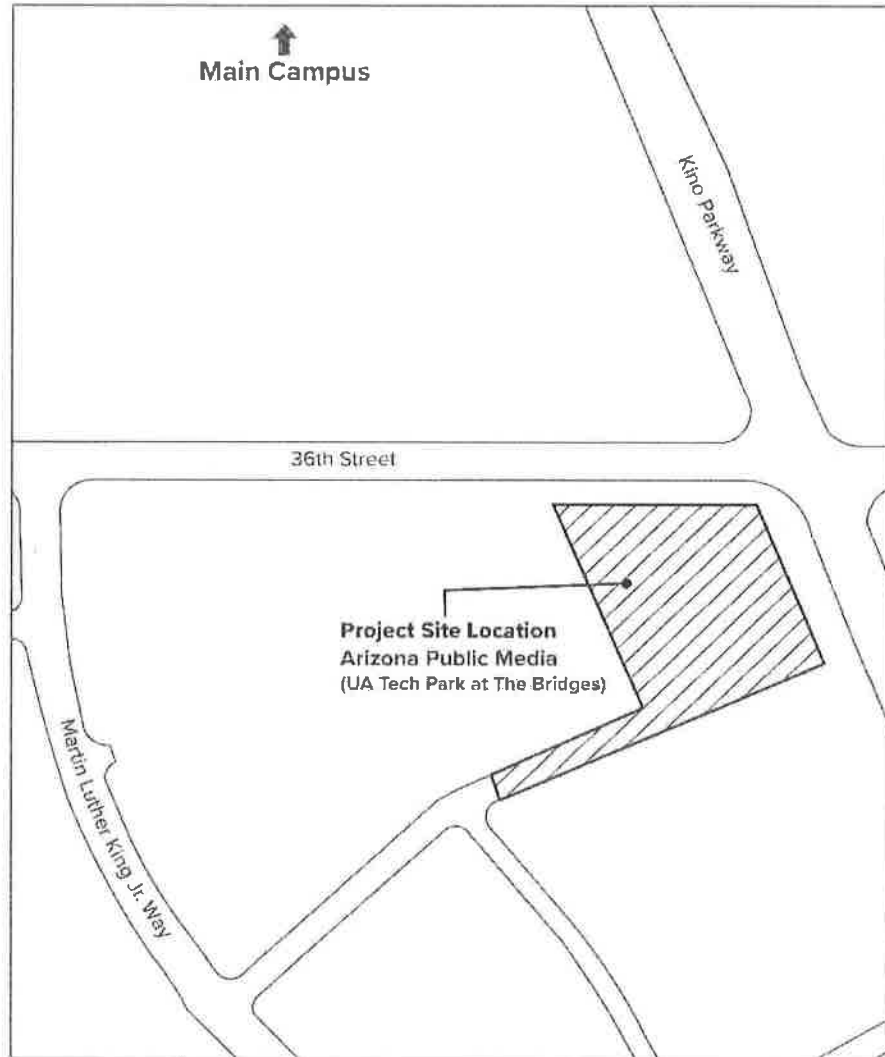 Main Campus
Kino Parkway
36th Street
Project Site Location
Arizona Public Media
(UA Tech Park at The Bridges)
Martin Luther King Jr. Way